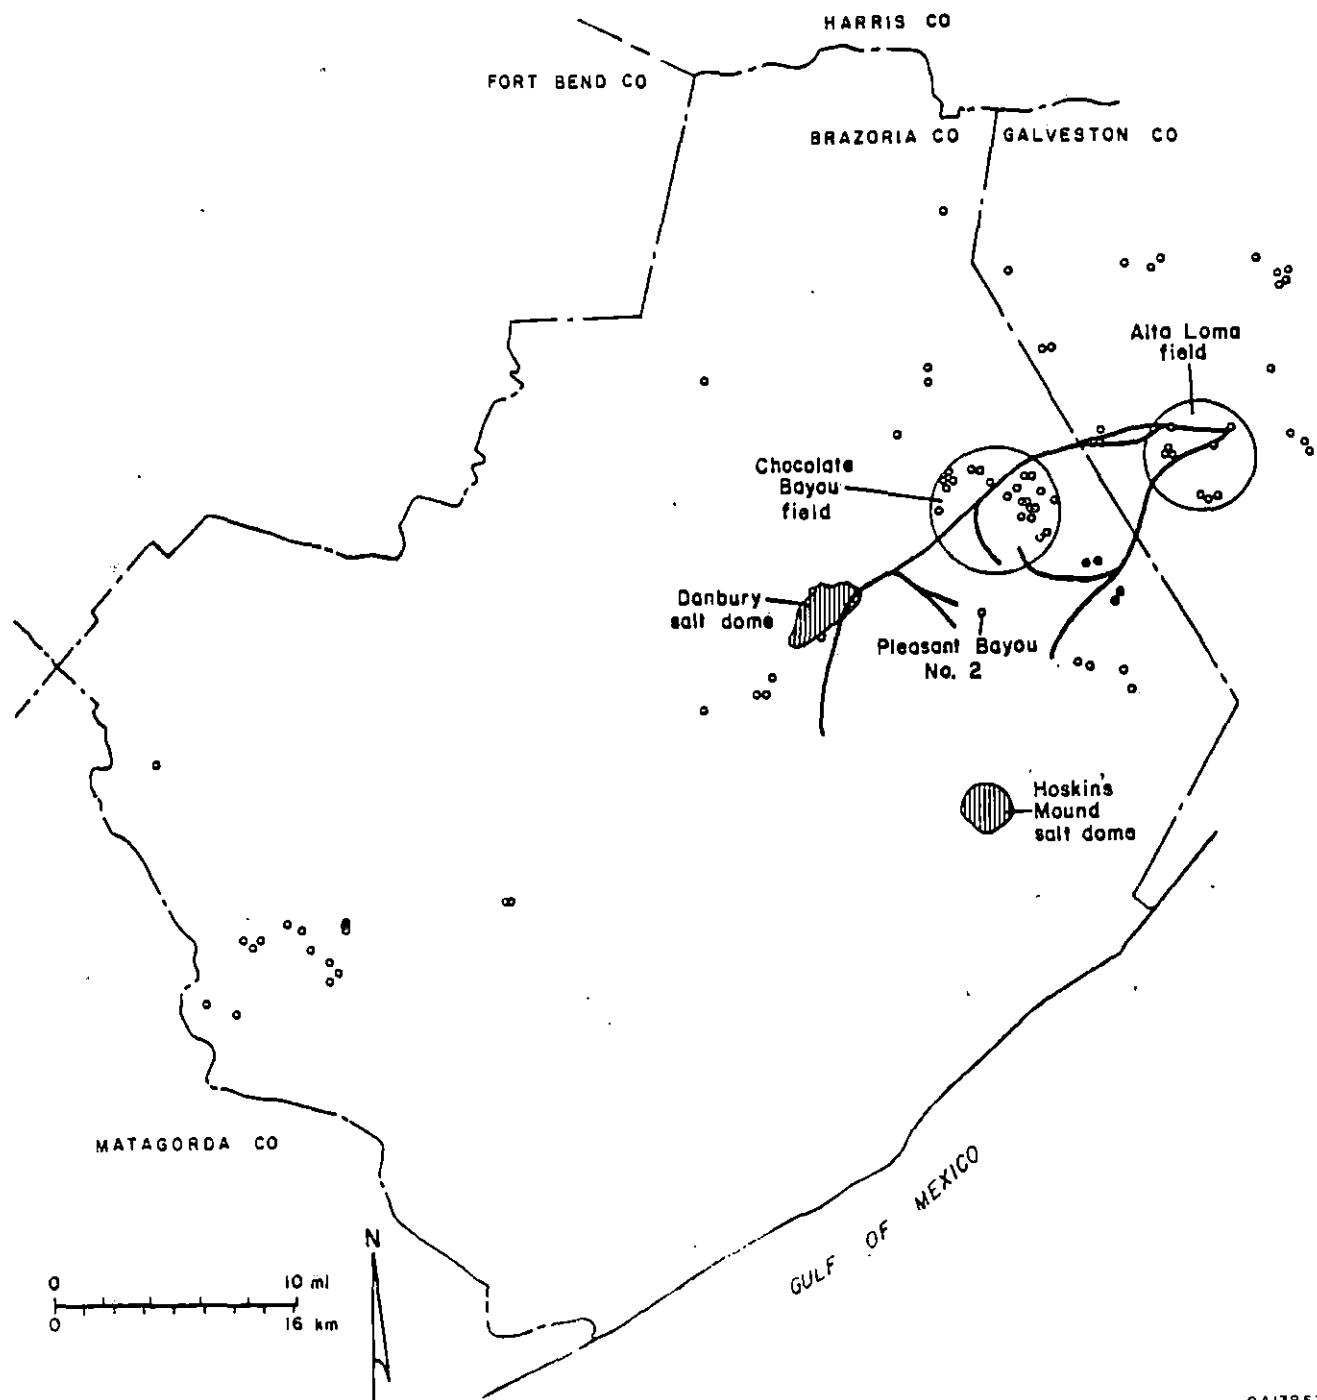 HARRIS CO
FORT BEND CO
BRAZORIA CO
GALVESTON CO
Alta Loma
field
Chocolate
Bayou
field
Danbury
salt dome
Pleasant Bayou
No. 2
Hoskin's
Mound
salt dome
MATAGORDA CO
GULF OF MEXICO
N
0 10 mi
0 16 km